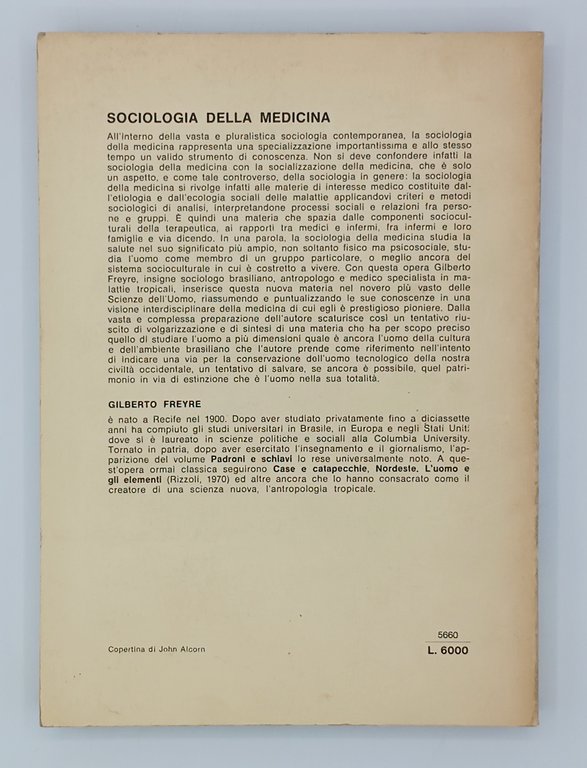 SOCIOLOGIA DELLA MEDICINA
All'interno della vasta e pluralistica sociologia contemporanea, la sociologia
della medicina rappresenta una specializzazione importantissima e allo stesso
tempo un valido strumento di conoscenza. Non si deve confondere infatti la
sociologia della medicina con la socializzazione della medicina, che è solo
un aspetto, e come tale controverso, della sociologia in genere: la sociologia
della medicina si rivolge infatti alle materie di interesse medico costituite dal-
l'etiologia e dall'ecologia sociali delle malattie applicandovi criteri e metodi
sociologici di analisi, interpretandone processi sociali e relazioni fra perso-
ne e gruppi. È quindi una materia che spazia dalle componenti sociocul-
turali della terapeutica, ai rapporti tra medici e infermi, fra infermi e loro
famiglie e via dicendo. In una parola, la sociologia della medicina studia la
salute nel suo significato più ampio, non soltanto fisico ma psicosociale, stu-
dia l'uomo come membro di un gruppo particolare, o meglio ancora del
sistema socioculturale in cui è costretto a vivere. Con questa opera Gilberto
Freyre, insigne sociologo brasiliano, antropologo e medico specialista in ma-
lattie tropicali, inserisce questa nuova materia nel novero più vasto delle
Scienze dell'Uomo, riassumendo e puntualizzando le sue conoscenze in una
visione interdisciplinare della medicina di cui egli è prestigioso pioniere. Dalla
vasta e complessa preparazione dell'autore scaturisce così un tentativo riu-
scito di volgarizzazione e di sintesi di una materia che ha per scopo preciso
quello di studiare l'uomo a più dimensioni quale è ancora l'uomo della cultura
e dell'ambiente brasiliano che l'autore prende come riferimento nell'intento
di indicare una via per la conservazione dell'uomo tecnologico della nostra
civiltà occidentale, un tentativo di salvare, se ancora è possibile, quel patri-
monio in via di estinzione che è l'uomo nella sua totalità.
GILBERTO FREYRE
è nato a Recife nel 1900. Dopo aver studiato privatamente fino a diciassette
anni ha compiuto gli studi universitari in Brasile, in Europa e negli Stati Uniti
dove si è laureato in scienze politiche e sociali alla Columbia University.
Tornato in patria, dopo aver esercitato l'insegnamento e il giornalismo, l'ap-
parizione del volume Padroni e schiavi lo rese universalmente noto. A que-
st'opera ormai classica seguirono Case e catapecchie, Nordeste, L'uomo e
gli elementi (Rizzoli, 1970) ed altre ancora che lo hanno consacrato come il
creatore di una scienza nuova, l'antropologia tropicale.
5660
Copertina di John Alcorn
L. 6000